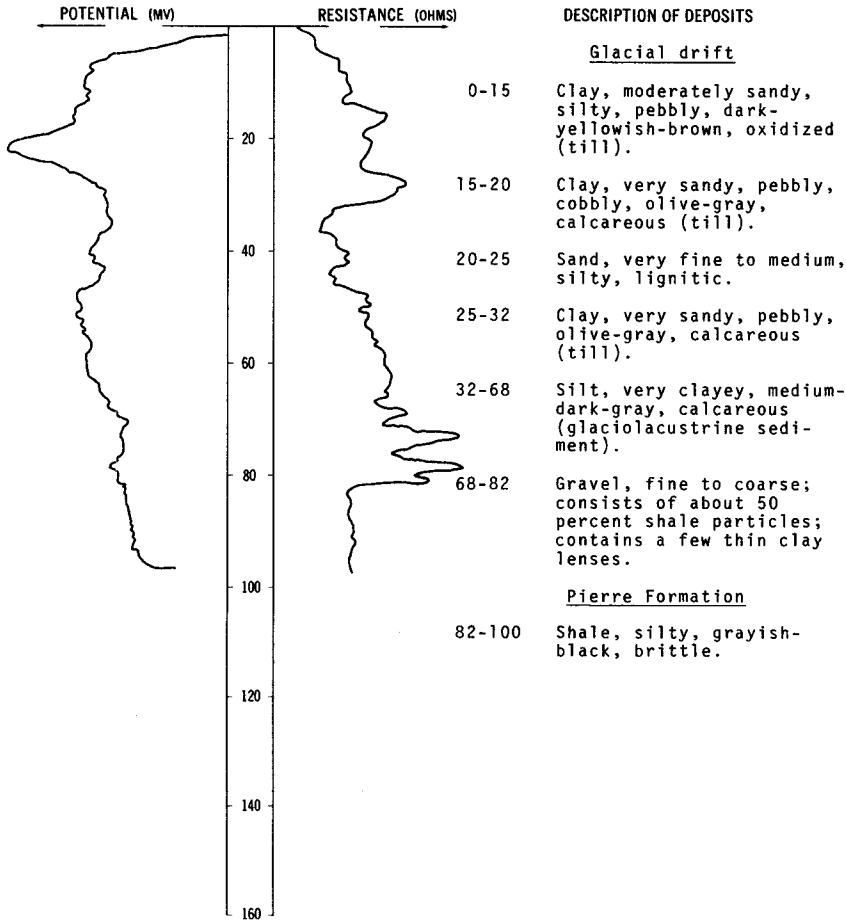 POTENTIAL (MV)
RESISTANCE (OHMS)
DESCRIPTION OF DEPOSITS
Glacial drift
0-15 Clay, moderately sandy,
silty, pebbly, dark-
yellowish-brown, oxidized
(till).
15-20 Clay, very sandy, pebbly,
cobbly, olive-gray,
calcareous (till).
20-25 Sand, very fine to medium,
silty, lignitic.
25-32 Clay, very sandy, pebbly,
olive-gray, calcareous
(till).
32-68 Silt, very clayey, medium-
dark-gray, calcareous
(glaciolacustrine sedi-
ment).
68-82 Gravel, fine to coarse;
consists of about 50
percent shale particles;
contains a few thin clay
lenses.
Pierre Formation
82-100 Shale, silty, grayish-
black, brittle.
20
40
60
80
100
120
140
160